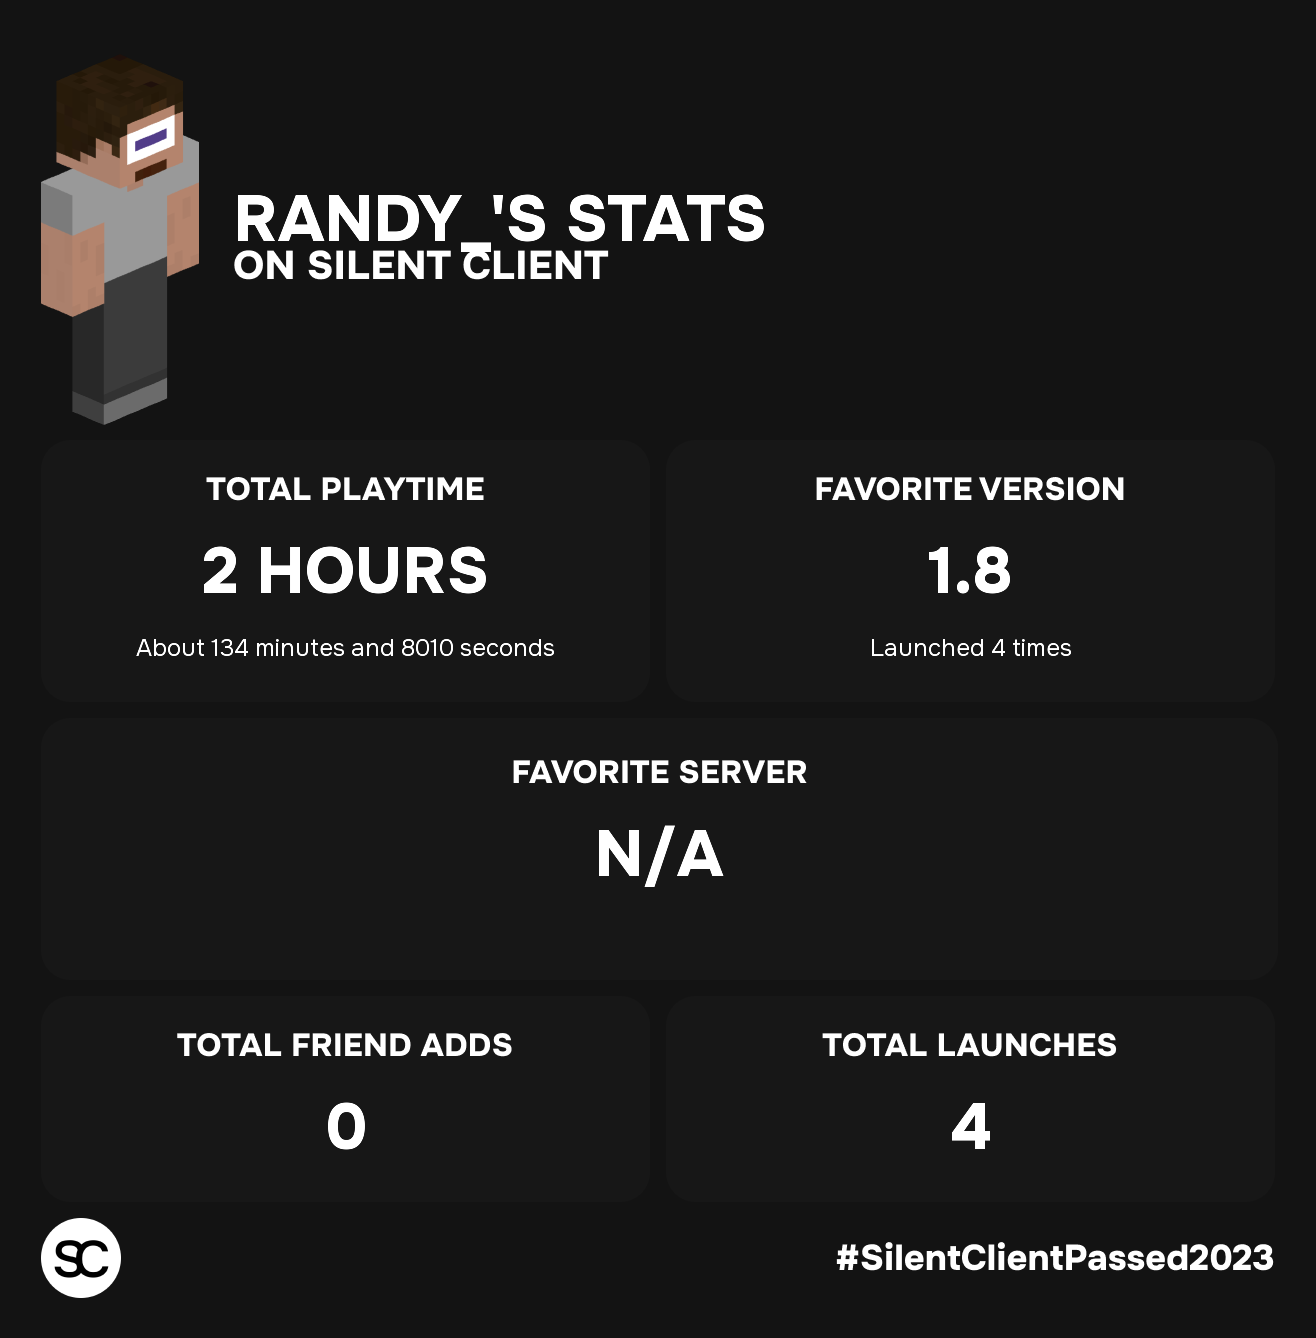 RANDY_'S STATS
ON SILENT CLIENT
TOTAL PLAYTIME
2 HOURS
About 134 minutes and 8010 seconds
FAVORITE VERSION
1.8
Launched 4 times
FAVORITE SERVER
N/A
TOTAL FRIEND ADDS
0
TOTAL LAUNCHES
4
SC
#SilentClientPassed2023